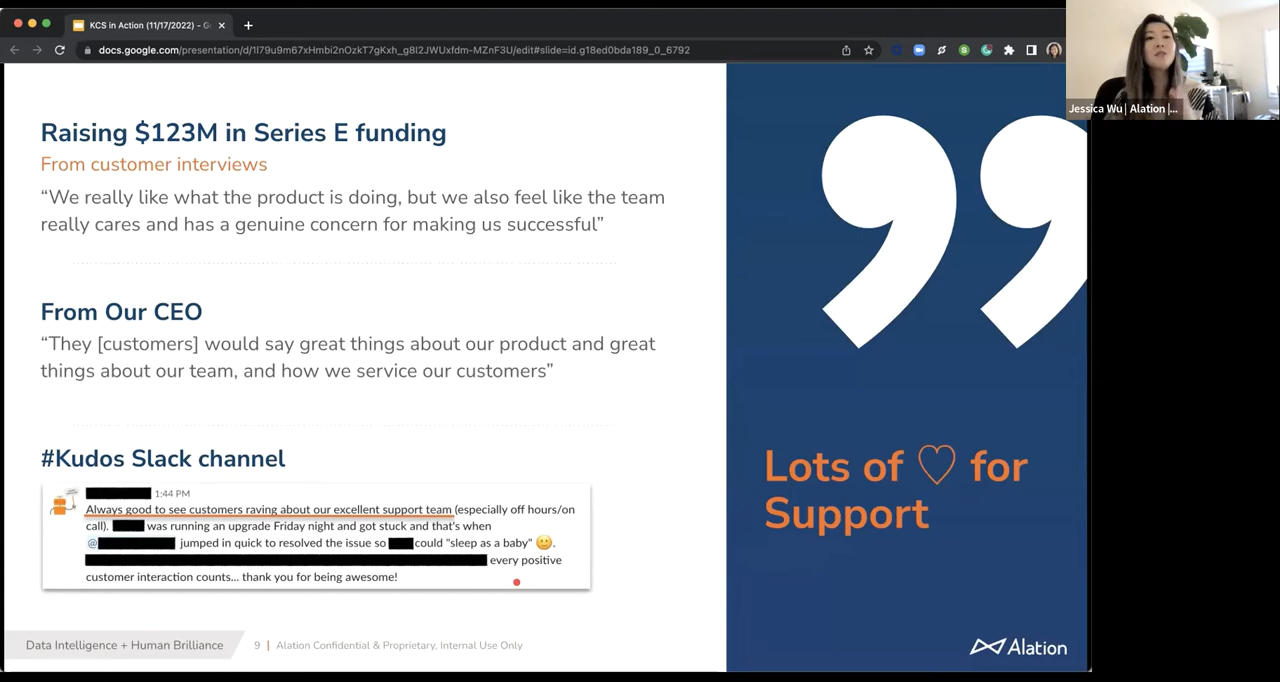 KCS in Action (11/17/2022) - G
docs.google.com/presentation/d/1l79u9m67xHmbi2nOzkT7gKxh_g8l2JWUxfdm-MZnF3U/edit#slide=id.g18ed0bda189_0_6792
Jessica Wu | Alation |...
Raising $123M in Series E funding
From customer interviews
“We really like what the product is doing, but we also feel like the team
really cares and has a genuine concern for making us successful”
From Our CEO
“They [customers] would say great things about our product and great
things about our team, and how we service our customers”
#Kudos Slack channel
1:44 PM
Always good to see customers raving about our excellent support team (especially off hours/on
call). was running an upgrade Friday night and got stuck and that's when
@ jumped in quick to resolved the issue so could "sleep as a baby" 🙂.
every positive
customer interaction counts... thank you for being awesome!
Lots of ♡ for
Support
Data Intelligence + Human Brilliance
9 | Alation Confidential & Proprietary, Internal Use Only
Alation